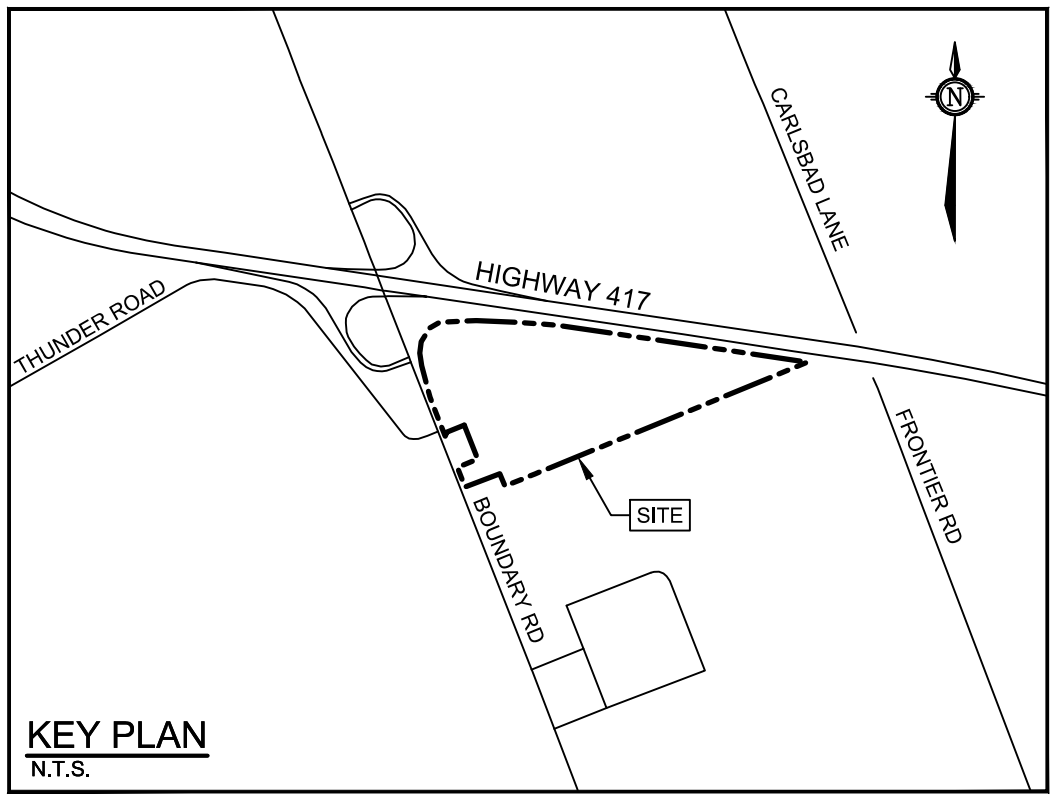 N
CARLSBAD LANE
HIGHWAY 417
THUNDER ROAD
FRONTIER RD
SITE
BOUNDARY RD
KEY PLAN
N.T.S.